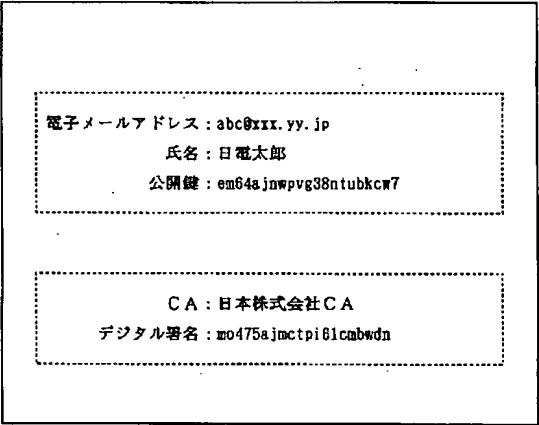 電子メールアドレス：abc@xxx.yy.jp
氏名：日電太郎
公開鍵：em64ajnwpvg38ntubkcw7
ＣＡ：日本株式会社ＣＡ
デジタル署名：mo475ajmctpi61cmbwdn